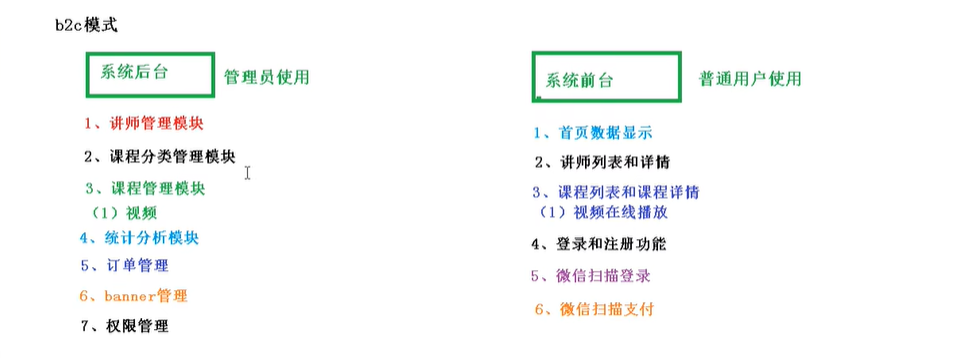 b2c模式
系统后台
管理员使用
1、讲师管理模块
2、课程分类管理模块
3、课程管理模块
（1）视频
4、统计分析模块
5、订单管理
6、banner管理
7、权限管理
系统前台
普通用户使用
1、首页数据显示
2、讲师列表和详情
3、课程列表和课程详情
（1）视频在线播放
4、登录和注册功能
5、微信扫描登录
6、微信扫描支付